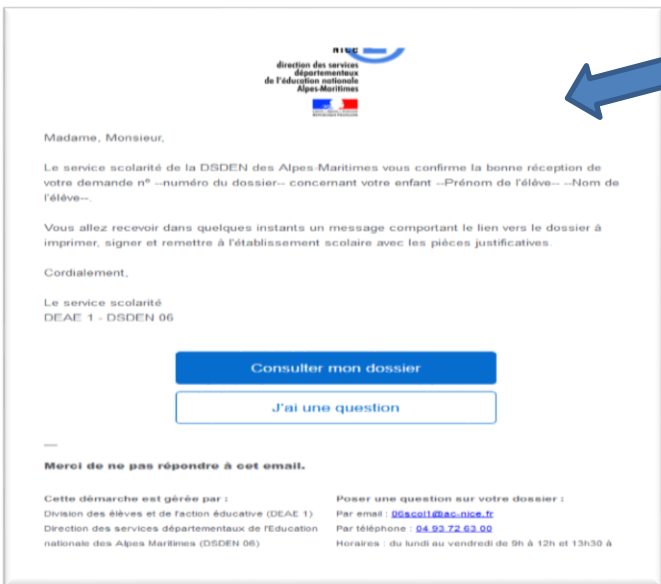 NICE
direction des services
départementaux
de l'éducation nationale
Alpes-Maritimes
Madame, Monsieur,
Le service scolarité de la DSDEN des Alpes-Maritimes vous confirme la bonne réception de
votre demande n° --numéro du dossier-- concernant votre enfant --Prénom de l'élève-- --Nom de
l'élève--.
Vous allez recevoir dans quelques instants un message comportant le lien vers le dossier à
imprimer, signer et remettre à l'établissement scolaire avec les pièces justificatives.
Cordialement,
Le service scolarité
DEAE 1 - DSDEN 06
Consulter mon dossier
J'ai une question
—
Merci de ne pas répondre à cet email.
Cette démarche est gérée par :
Division des élèves et de l'action éducative (DEAE 1)
Direction des services départementaux de l'Education
nationale des Alpes Maritimes (DSDEN 06)
Poser une question sur votre dossier :
Par email : 06scol1@ac-nice.fr
Par téléphone : 04 93 72 63 00
Horaires : du lundi au vendredi de 9h à 12h et 13h30 à